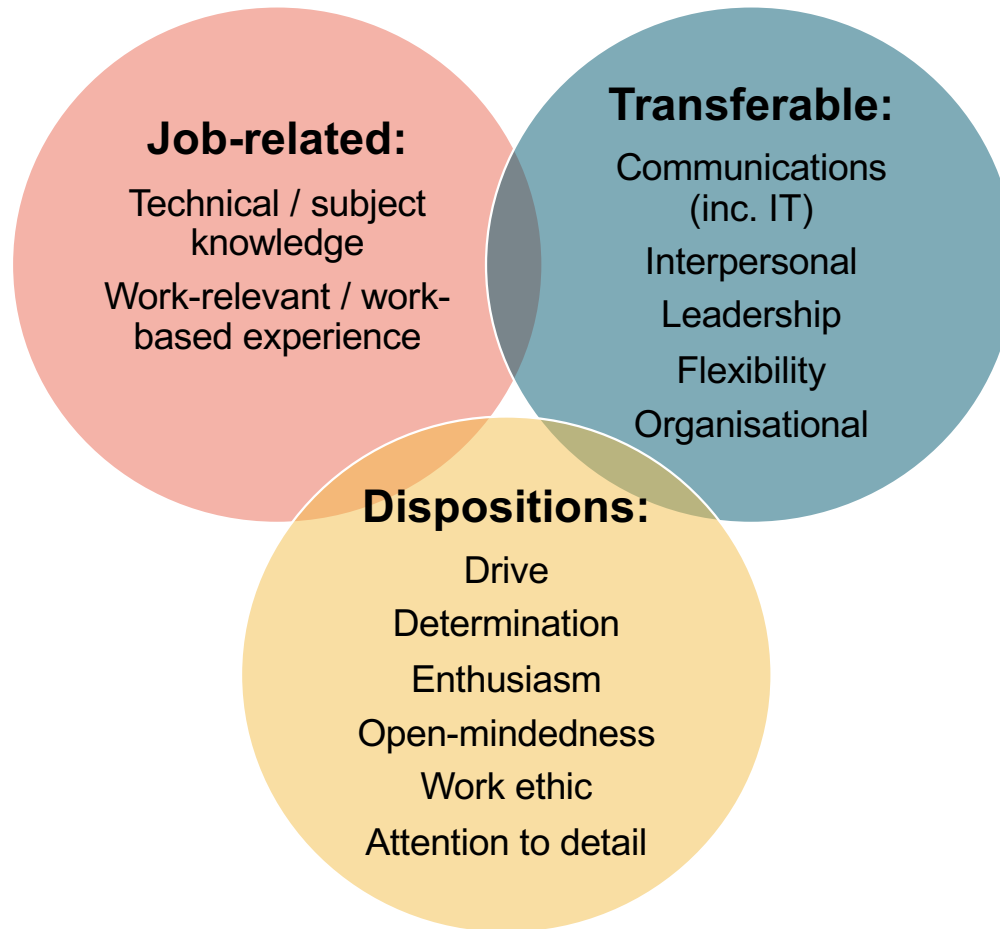 Job-related:
Technical / subject
knowledge
Work-relevant / work-
based experience
Transferable:
Communications
(inc. IT)
Interpersonal
Leadership
Flexibility
Organisational
Dispositions:
Drive
Determination
Enthusiasm
Open-mindedness
Work ethic
Attention to detail